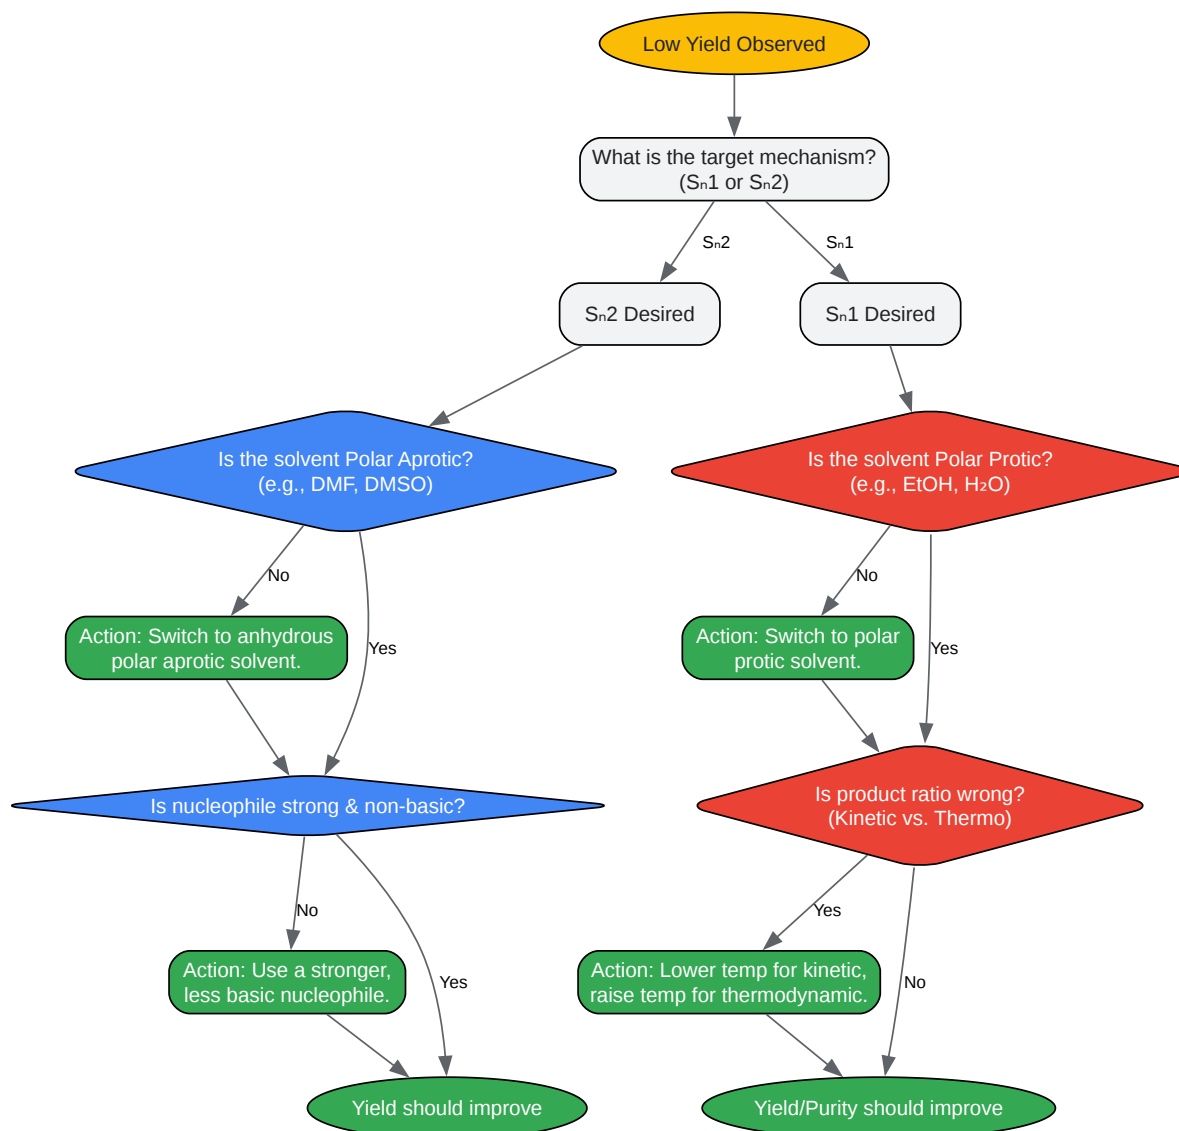 Low Yield Observed
What is the target mechanism?
(Sₙ1 or Sₙ2)
Sₙ2
Sₙ1
Sₙ2 Desired
Sₙ1 Desired
Is the solvent Polar Aprotic?
(e.g., DMF, DMSO)
Is the solvent Polar Protic?
(e.g., EtOH, H₂O)
No
No
Action: Switch to anhydrous
polar aprotic solvent.
Yes
Action: Switch to polar
protic solvent.
Yes
Is nucleophile strong & non-basic?
Is product ratio wrong?
(Kinetic vs. Thermo)
No
Yes
Action: Use a stronger,
less basic nucleophile.
Yes
Action: Lower temp for kinetic,
raise temp for thermodynamic.
No
Yield should improve
Yield/Purity should improve